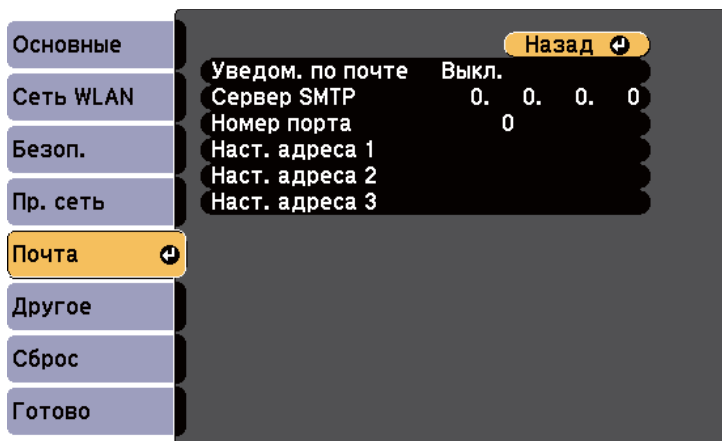 Основные
Сеть WLAN
Безоп.
Пр. сеть
Почта
Другое
Сброс
Готово
Назад
Уведом. по почте Выкл.
Сервер SMTP 0. 0. 0. 0
Номер порта 0
Наст. адреса 1
Наст. адреса 2
Наст. адреса 3